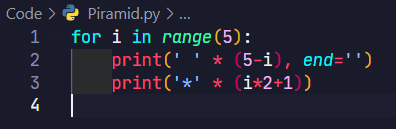 Code > Piramid.py > ...
1 for i in range(5):
2     print(' ' * (5-i), end='')
3     print('*' * (i*2+1))
4